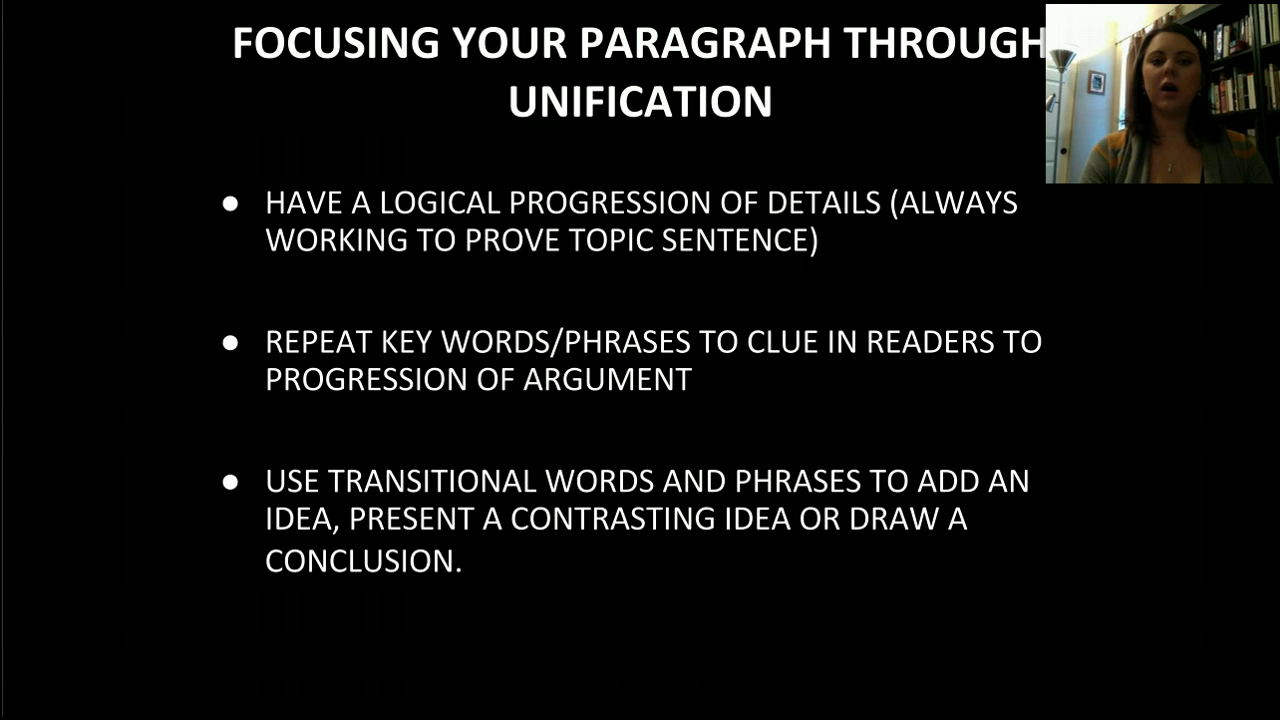 FOCUSING YOUR PARAGRAPH THROUGH
UNIFICATION
● HAVE A LOGICAL PROGRESSION OF DETAILS (ALWAYS
WORKING TO PROVE TOPIC SENTENCE)
● REPEAT KEY WORDS/PHRASES TO CLUE IN READERS TO
PROGRESSION OF ARGUMENT
● USE TRANSITIONAL WORDS AND PHRASES TO ADD AN
IDEA, PRESENT A CONTRASTING IDEA OR DRAW A
CONCLUSION.